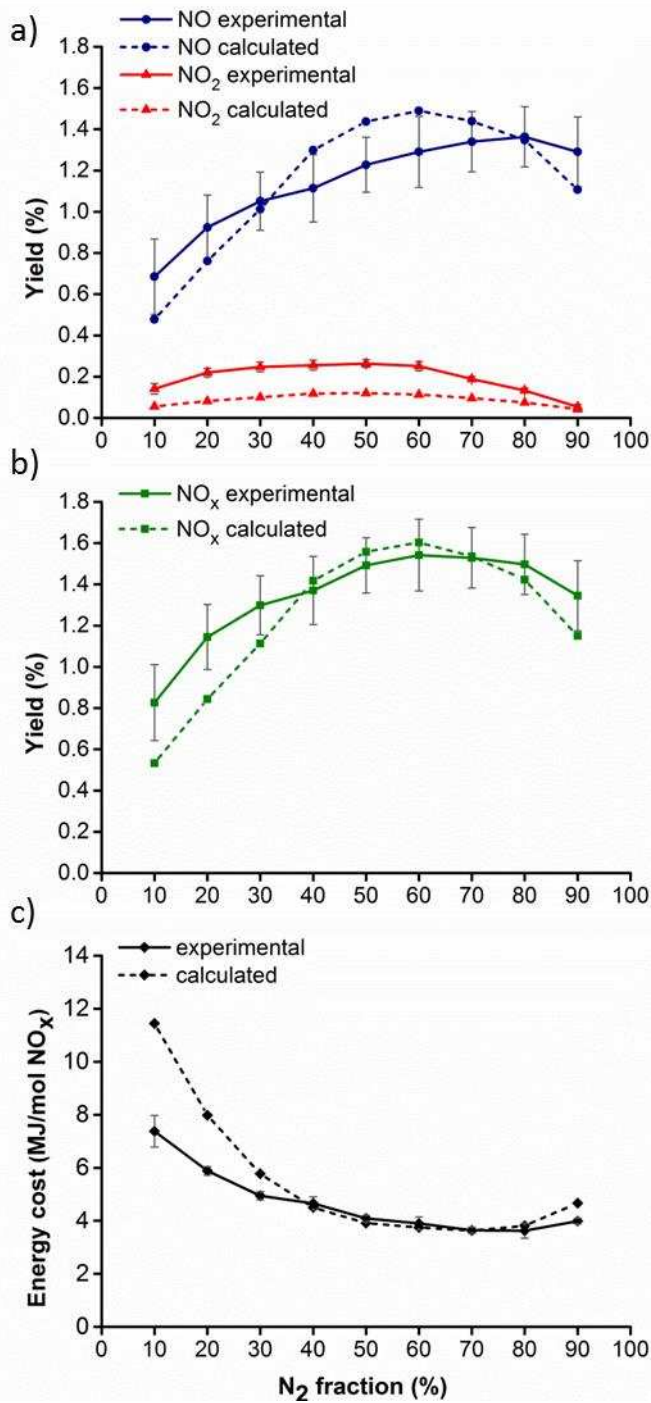 a)
NO experimental
NO calculated
NO₂ experimental
NO₂ calculated
1.8
1.6
1.4
1.2
1.0
0.8
0.6
0.4
0.2
0.0
Yield (%)
0 10 20 30 40 50 60 70 80 90 100
b)
NOₓ experimental
NOₓ calculated
1.8
1.6
1.4
1.2
1.0
0.8
0.6
0.4
0.2
0.0
Yield (%)
0 10 20 30 40 50 60 70 80 90 100
c)
experimental
calculated
14
12
10
8
6
4
2
0
Energy cost (MJ/mol NOₓ)
0 10 20 30 40 50 60 70 80 90 100
N₂ fraction (%)